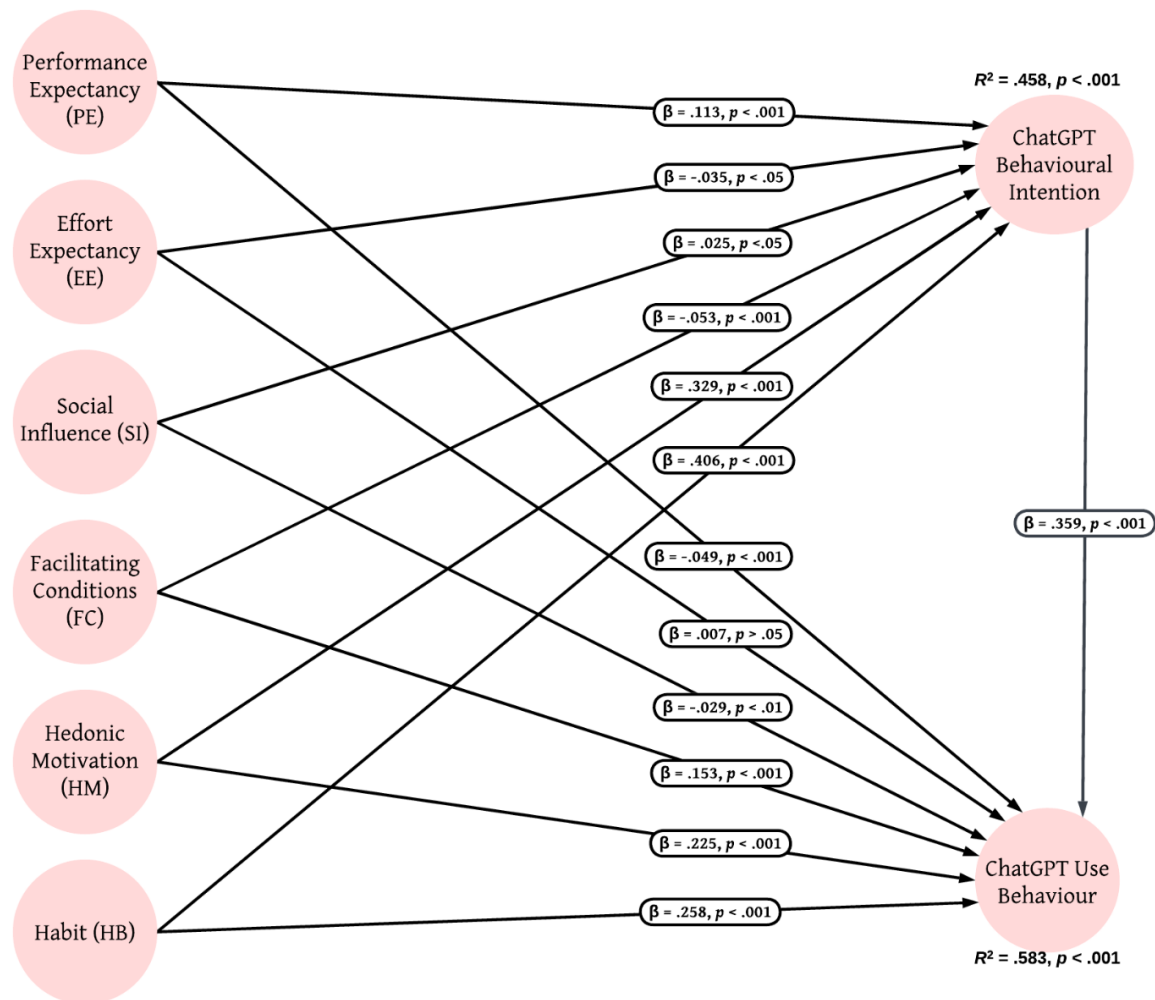 Performance
Expectancy
(PE)
R² = .458, p < .001
β = .113, p < .001
ChatGPT
Behavioural
Intention
β = -.035, p < .05
Effort
Expectancy
(EE)
β = .025, p <.05
β = -.053, p < .001
β = .329, p < .001
Social
Influence (SI)
β = .406, p < .001
β = .359, p < .001
β = -.049, p < .001
Facilitating
Conditions
(FC)
β = .007, p > .05
β = -.029, p < .01
Hedonic
Motivation
(HM)
β = .153, p < .001
β = .225, p < .001
ChatGPT Use
Behaviour
β = .258, p < .001
Habit (HB)
R² = .583, p < .001